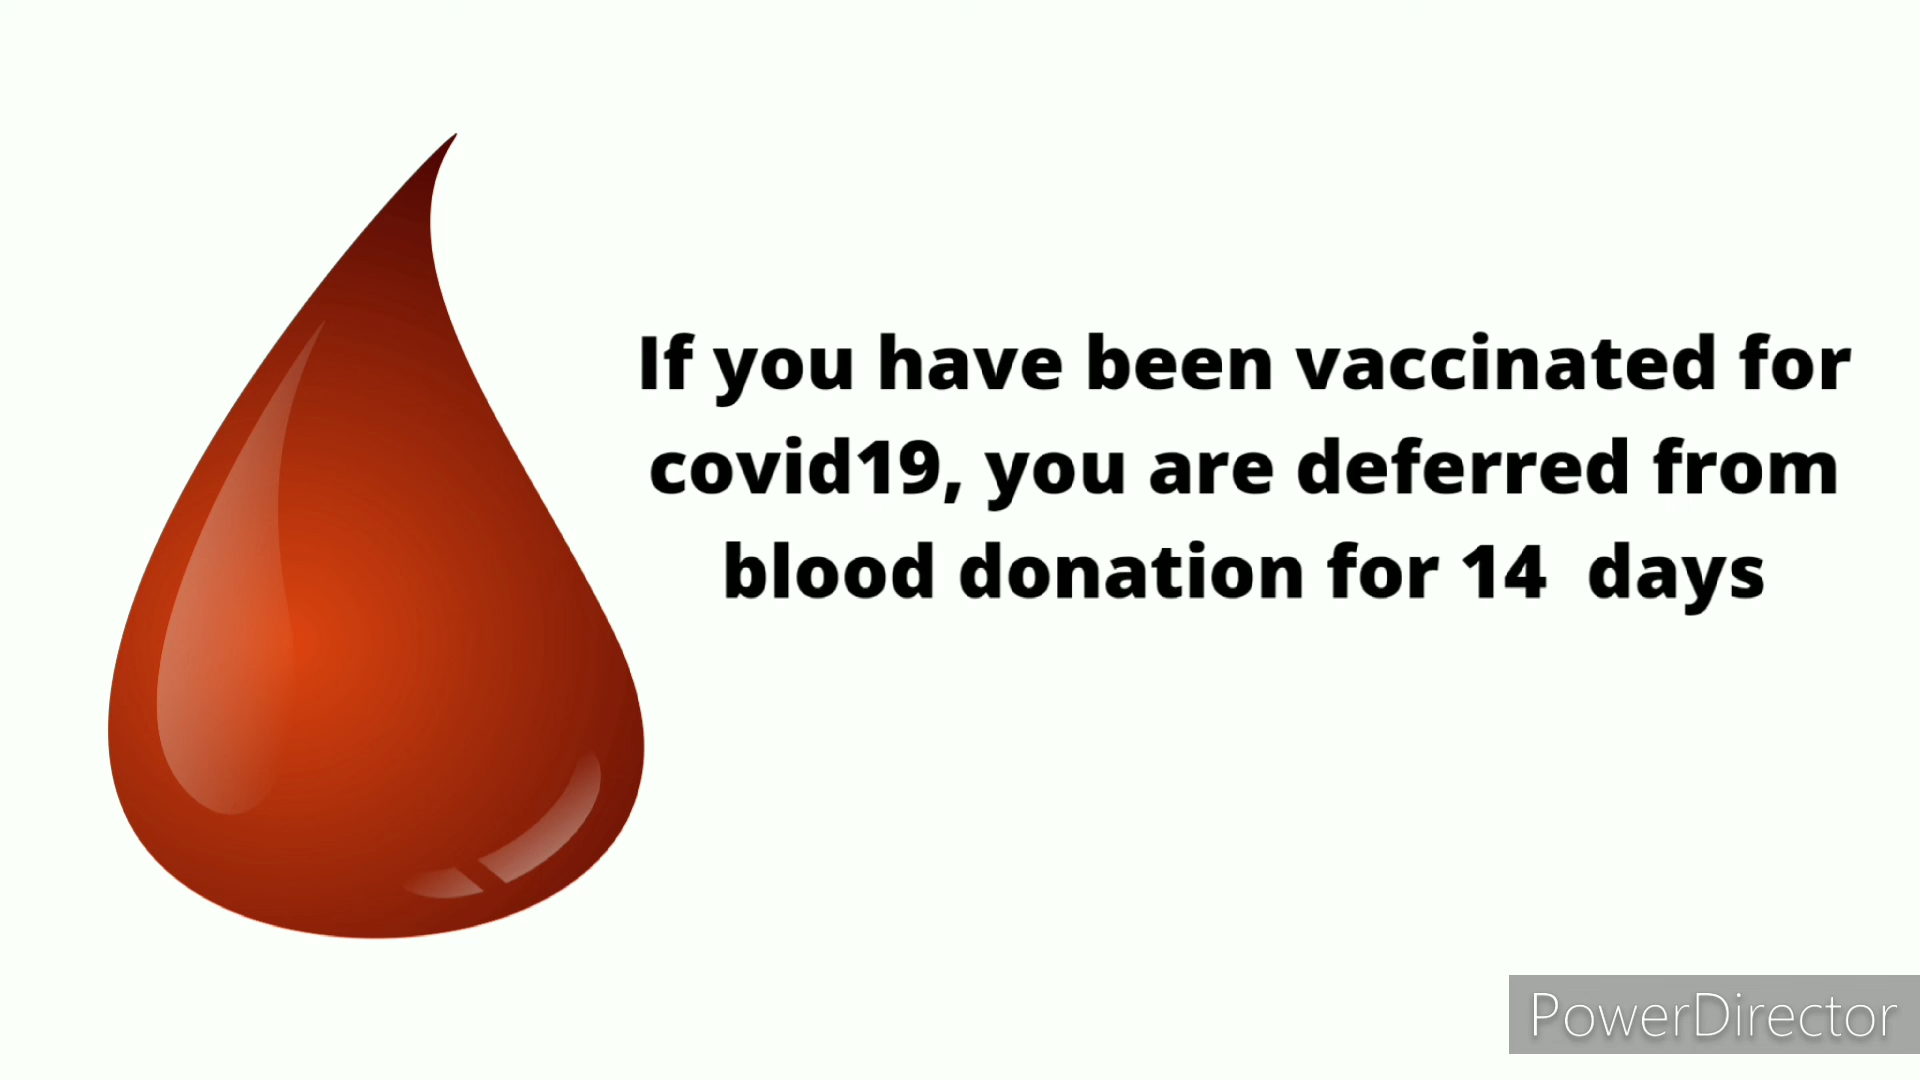 If you have been vaccinated for
covid19, you are deferred from
blood donation for 14  days
PowerDirector